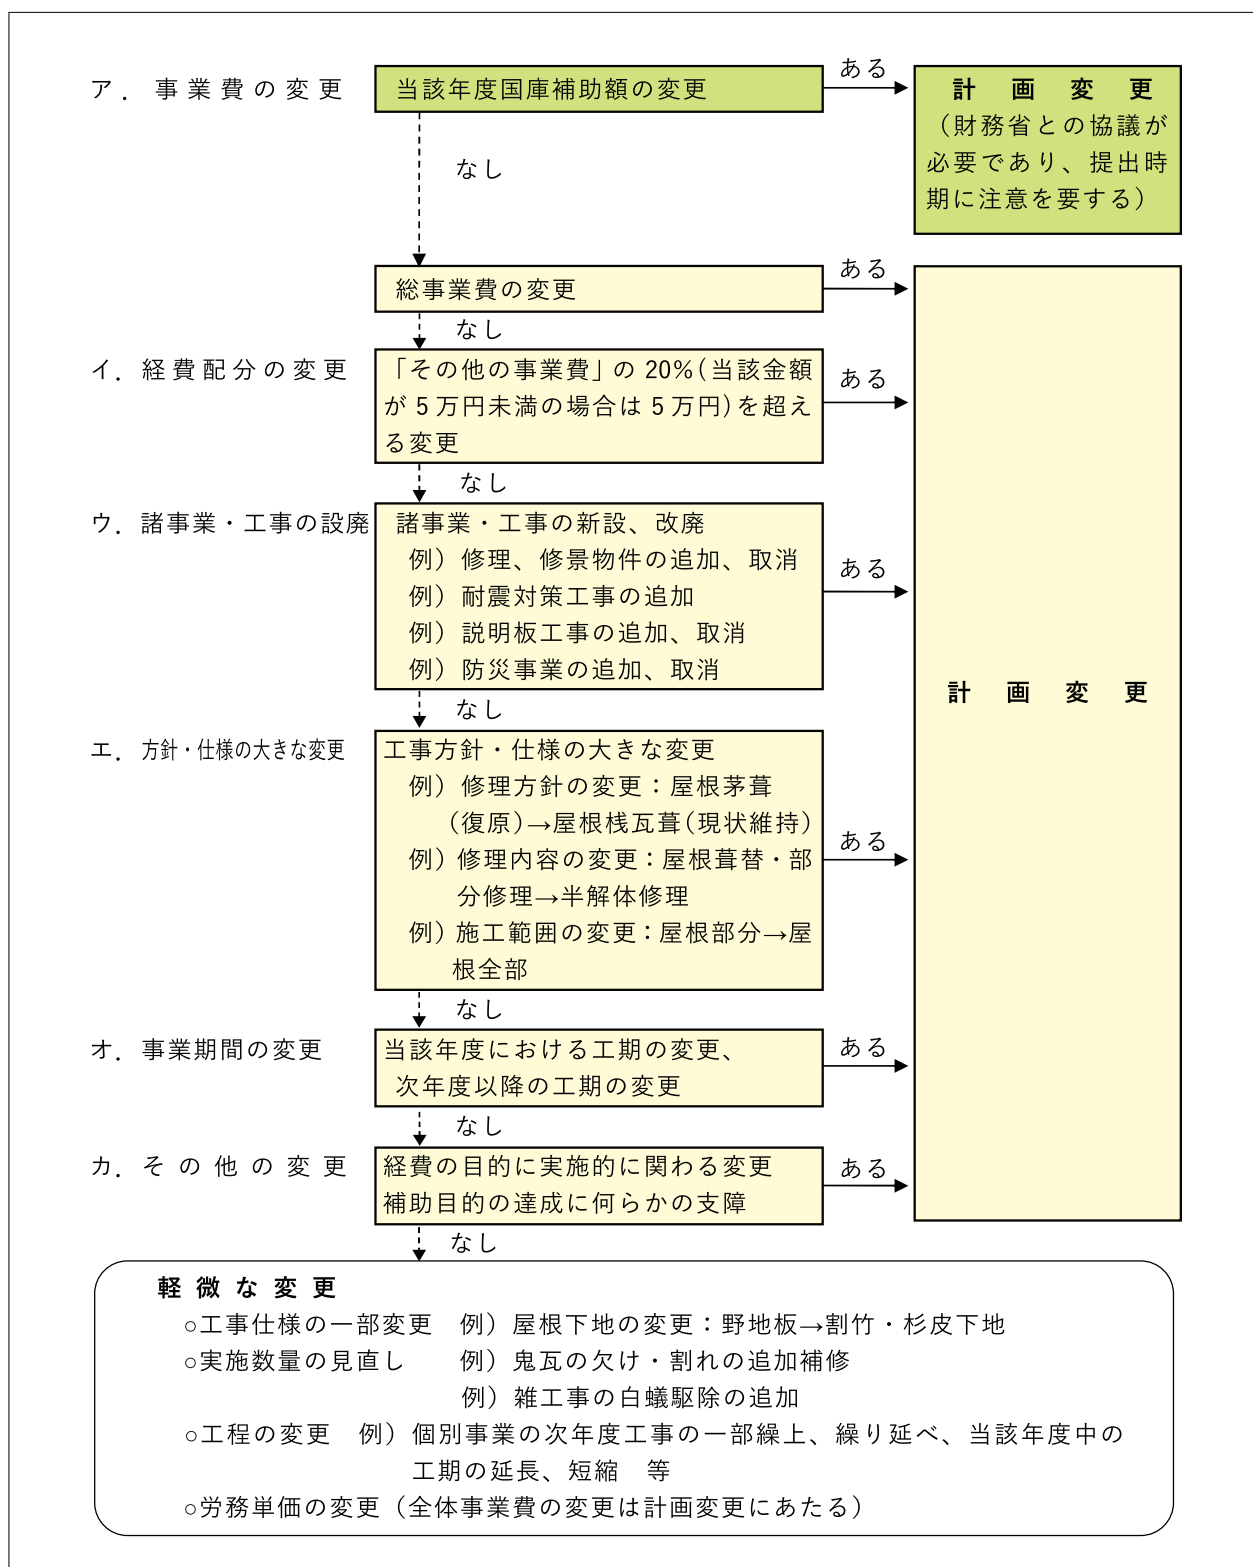 ア．事業費の変更
当該年度国庫補助額の変更
ある
計画変更
（財務省との協議が
必要であり、提出時
期に注意を要する）
なし
総事業費の変更
ある
なし
イ．経費配分の変更
「その他の事業費」の 20%(当該金額
が 5 万円未満の場合は 5 万円)を超え
る変更
ある
なし
ウ．諸事業・工事の設廃
諸事業・工事の新設、改廃
例）修理、修景物件の追加、取消
例）耐震対策工事の追加
例）説明板工事の追加、取消
例）防災事業の追加、取消
ある
なし
計画変更
エ．方針・仕様の大きな変更
工事方針・仕様の大きな変更
例）修理方針の変更：屋根茅葺
(復原)→屋根桟瓦葺(現状維持)
例）修理内容の変更：屋根葺替・部
分修理→半解体修理
例）施工範囲の変更：屋根部分→屋
根全部
ある
なし
オ．事業期間の変更
当該年度における工期の変更、
次年度以降の工期の変更
ある
なし
カ．その他の変更
経費の目的に実施的に関わる変更
補助目的の達成に何らかの支障
ある
なし
軽微な変更
○工事仕様の一部変更　例）屋根下地の変更：野地板→割竹・杉皮下地
○実施数量の見直し　　例）鬼瓦の欠け・割れの追加補修
例）雑工事の白蟻駆除の追加
○工程の変更　例）個別事業の次年度工事の一部繰上、繰り延べ、当該年度中の
工期の延長、短縮　等
○労務単価の変更（全体事業費の変更は計画変更にあたる）